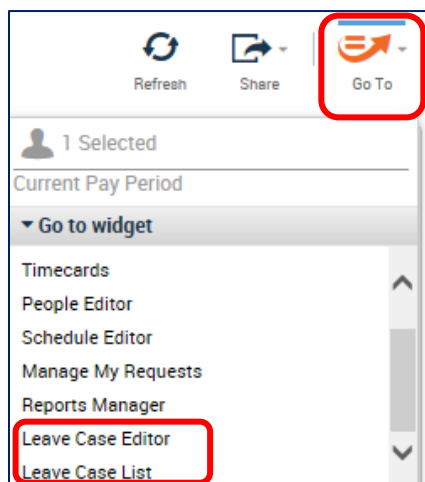 Refresh Share Go To
1 Selected
Current Pay Period
Go to widget
Timecards
People Editor
Schedule Editor
Manage My Requests
Reports Manager
Leave Case Editor
Leave Case List